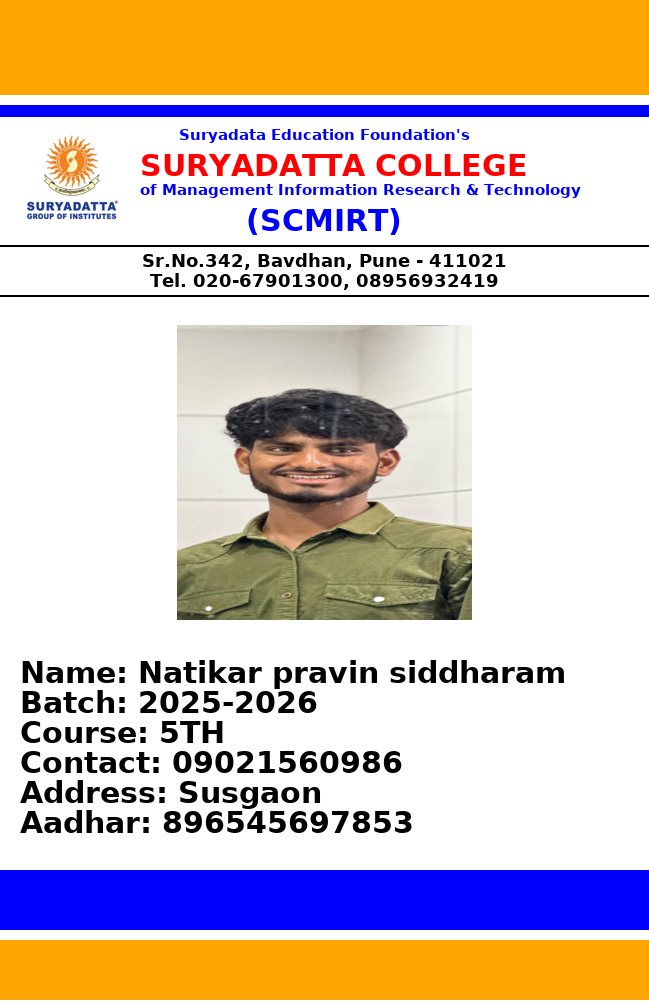 Suryadata Education Foundation's
SURYADATTA COLLEGE
of Management Information Research & Technology
(SCMIRT)
SURYADATTA®
GROUP OF INSTITUTES
Sr.No.342, Bavdhan, Pune - 411021
Tel. 020-67901300, 08956932419
Name: Natikar pravin siddharam
Batch: 2025-2026
Course: 5TH
Contact: 09021560986
Address: Susgaon
Aadhar: 896545697853